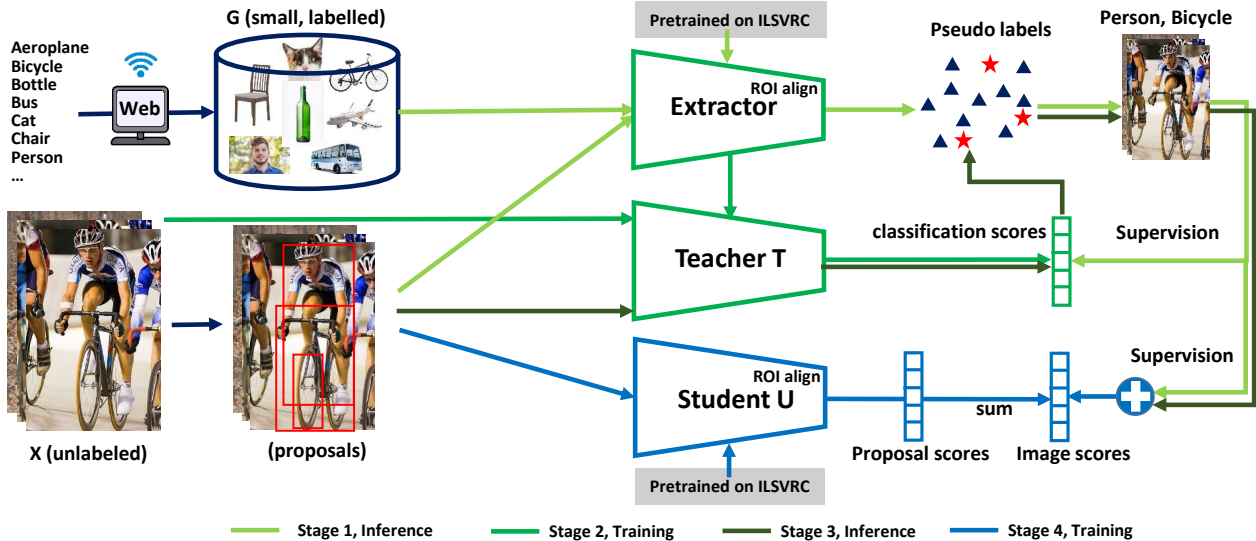 G (small, labelled)
Pretrained on ILSVRC
Person, Bicycle
Pseudo labels
Aeroplane
Bicycle
Bottle
Bus
Cat
Chair
Person
...
Web
ROI align
Extractor
classification scores
Supervision
Teacher T
Supervision
ROI align
Student U
sum
X (unlabeled)
(proposals)
Proposal scores
Image scores
Pretrained on ILSVRC
Stage 1, Inference
Stage 2, Training
Stage 3, Inference
Stage 4, Training